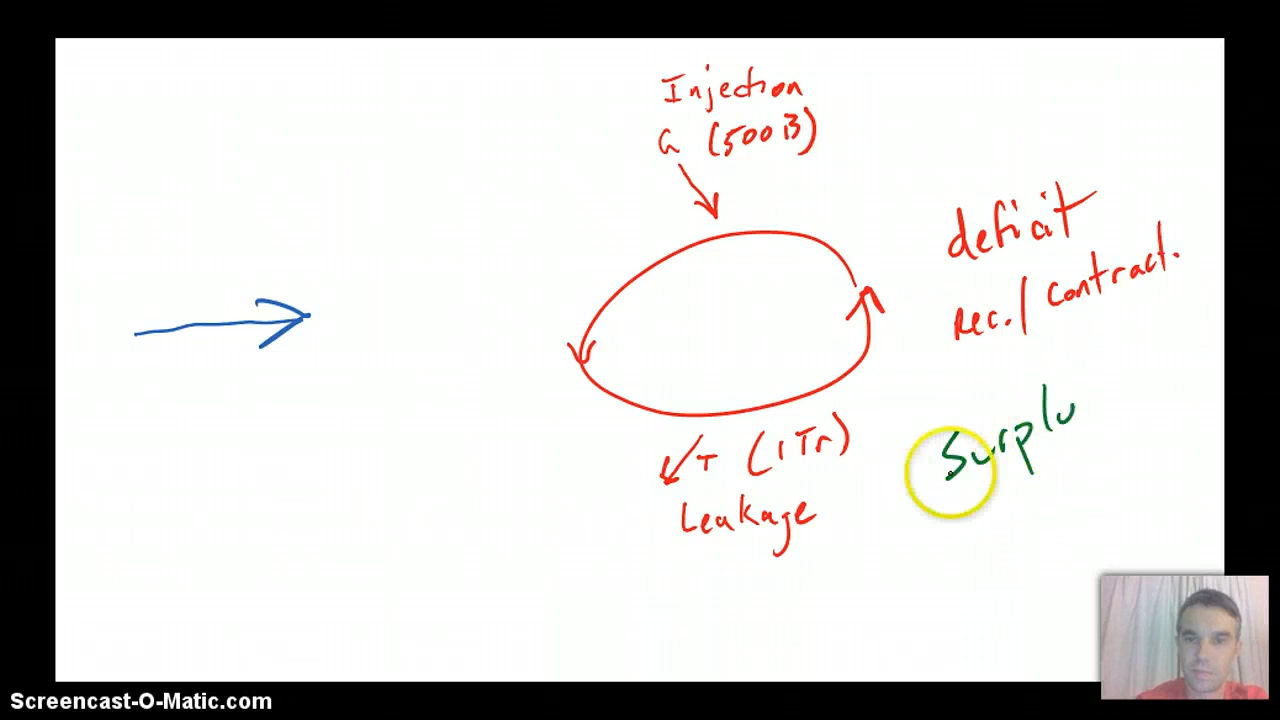 Injection
G (500B)
deficit
rec./contract.
Surplu
T (1Tr)
Leakage
Screencast-O-Matic.com